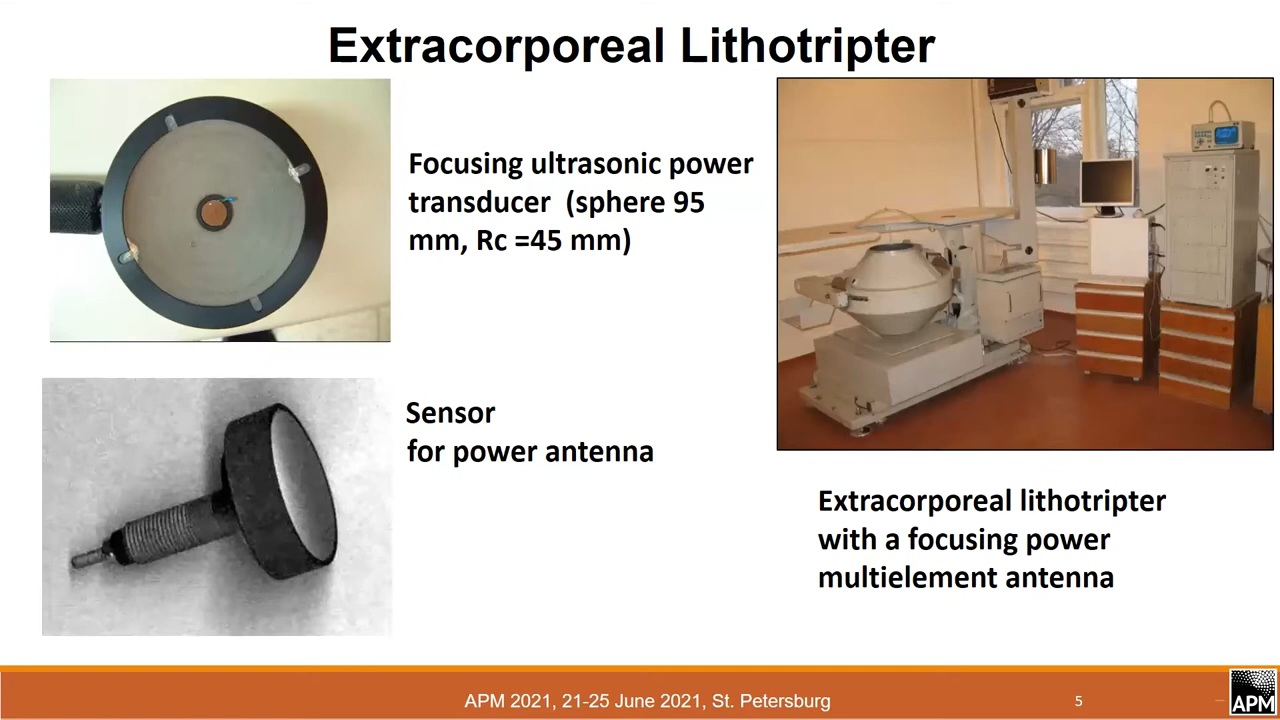 Extracorporeal Lithotripter
Focusing ultrasonic power
transducer (sphere 95
mm, Rc =45 mm)
Sensor
for power antenna
Extracorporeal lithotripter
with a focusing power
multielement antenna
APM 2021, 21-25 June 2021, St. Petersburg
5
APM